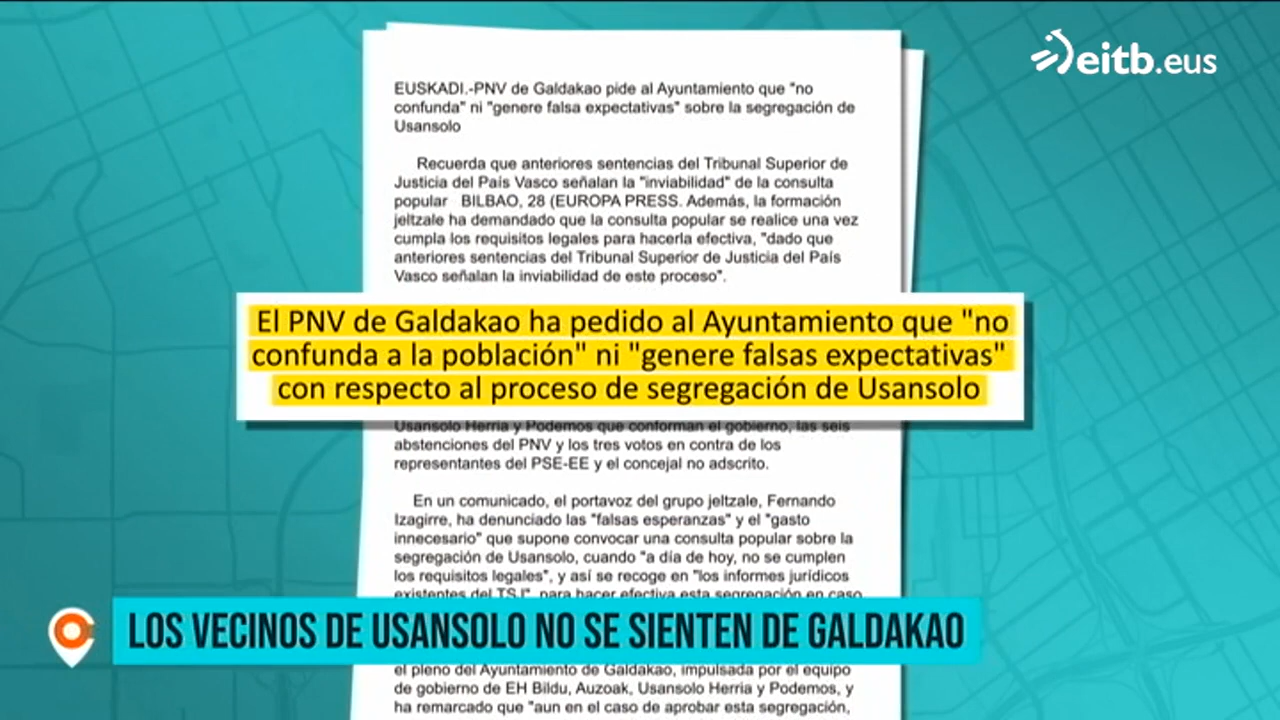 eitb.eus
EUSKADI.-PNV de Galdakao pide al Ayuntamiento que "no
confunda" ni "genere falsa expectativas" sobre la segregación de
Usansolo
Recuerda que anteriores sentencias del Tribunal Superior de
Justicia del País Vasco señalan la "inviabilidad" de la consulta
popular BILBAO, 28 (EUROPA PRESS. Además, la formación
jeltzale ha demandado que la consulta popular se realice una vez
cumpla los requisitos legales para hacerla efectiva, "dado que
anteriores sentencias del Tribunal Superior de Justicia del País
Vasco señalan la inviabilidad de este proceso".
El PNV de Galdakao ha pedido al Ayuntamiento que "no
confunda a la población" ni "genere falsas expectativas"
con respecto al proceso de segregación de Usansolo
Usansolo Herria y Podemos que conforman el gobierno, las seis
abstenciones del PNV y los tres votos en contra de los
representantes del PSE-EE y el concejal no adscrito.
En un comunicado, el portavoz del grupo jeltzale, Fernando
Izagirre, ha denunciado las "falsas esperanzas" y el "gasto
innecesario" que supone convocar una consulta popular sobre la
segregación de Usansolo, cuando "a día de hoy, no se cumplen
los requisitos legales", y así se recoge en "los informes jurídicos
existentes del TSJ", para hacer efectiva esta segregación en caso
LOS VECINOS DE USANSOLO NO SE SIENTEN DE GALDAKAO
el pleno del Ayuntamiento de Galdakao, impulsada por el equipo
de gobierno de EH Bildu, Auzoak, Usansolo Herria y Podemos, y
ha remarcado que "aun en el caso de aprobar esta segregación,